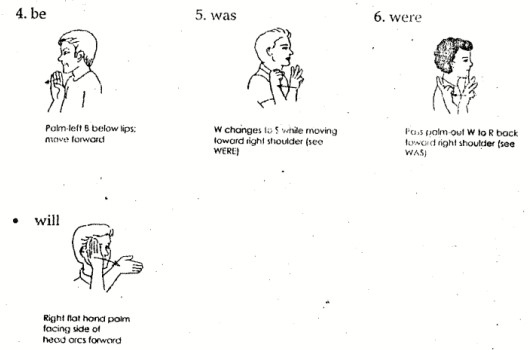 4. be
5. was
6. were
Palm-left B below lips;
move forward
W changes to S while moving
toward right shoulder (see
WERE)
Pass palm-out W to R back
toward right shoulder (see
WAS)
• will
Right flat hand palm
facing side of
head arcs forward